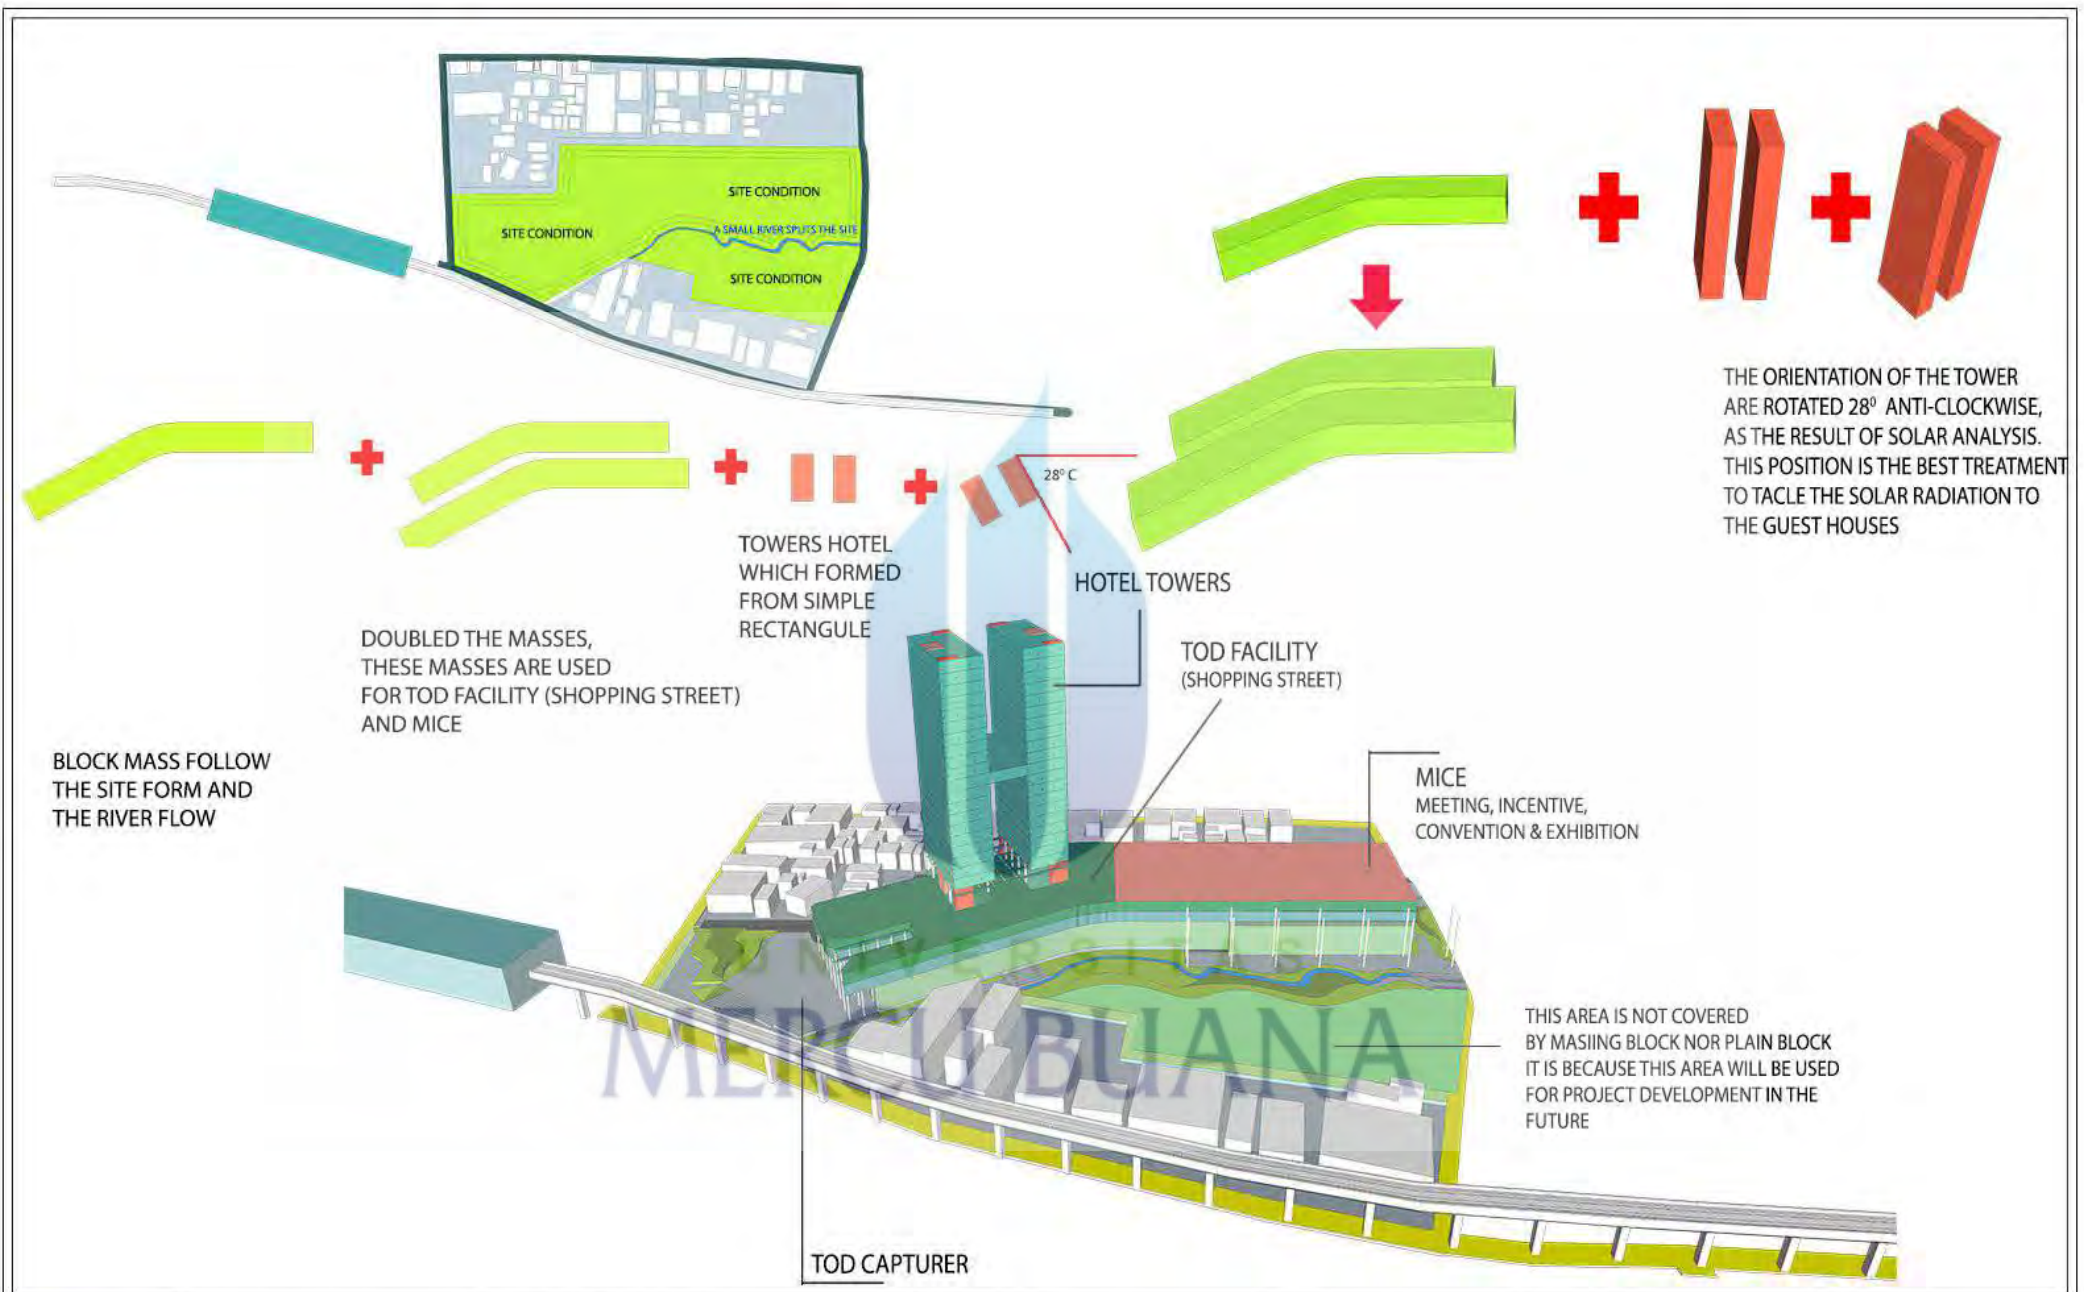 SITE CONDITION
SITE CONDITION
A SMALL RIVER SPLITS THE SITE
SITE CONDITION
THE ORIENTATION OF THE TOWER
ARE ROTATED 28⁰ ANTI-CLOCKWISE,
AS THE RESULT OF SOLAR ANALYSIS.
THIS POSITION IS THE BEST TREATMENT
TO TACLE THE SOLAR RADIATION TO
THE GUEST HOUSES
28⁰ C
TOWERS HOTEL
WHICH FORMED
FROM SIMPLE
RECTANGULE
HOTEL TOWERS
DOUBLED THE MASSES,
THESE MASSES ARE USED
FOR TOD FACILITY (SHOPPING STREET)
AND MICE
TOD FACILITY
(SHOPPING STREET)
BLOCK MASS FOLLOW
THE SITE FORM AND
THE RIVER FLOW
MICE
MEETING, INCENTIVE,
CONVENTION & EXHIBITION
UNIVERSITAS
MERCU BUANA
THIS AREA IS NOT COVERED
BY MASIING BLOCK NOR PLAIN BLOCK
IT IS BECAUSE THIS AREA WILL BE USED
FOR PROJECT DEVELOPMENT IN THE
FUTURE
TOD CAPTURER